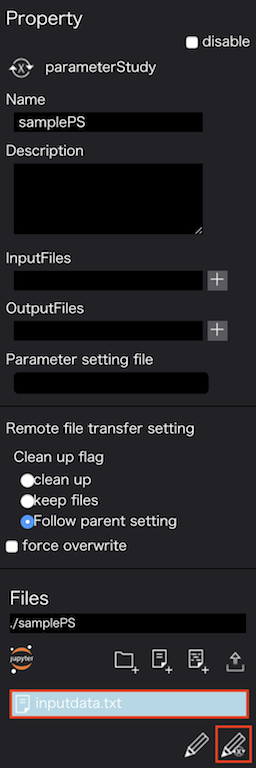 Property
disable
parameterStudy
Name
samplePS
Description
InputFiles
OutputFiles
Parameter setting file
Remote file transfer setting
Clean up flag
clean up
keep files
Follow parent setting
force overwrite
Files
./samplePS
jupyter
inputdata.txt